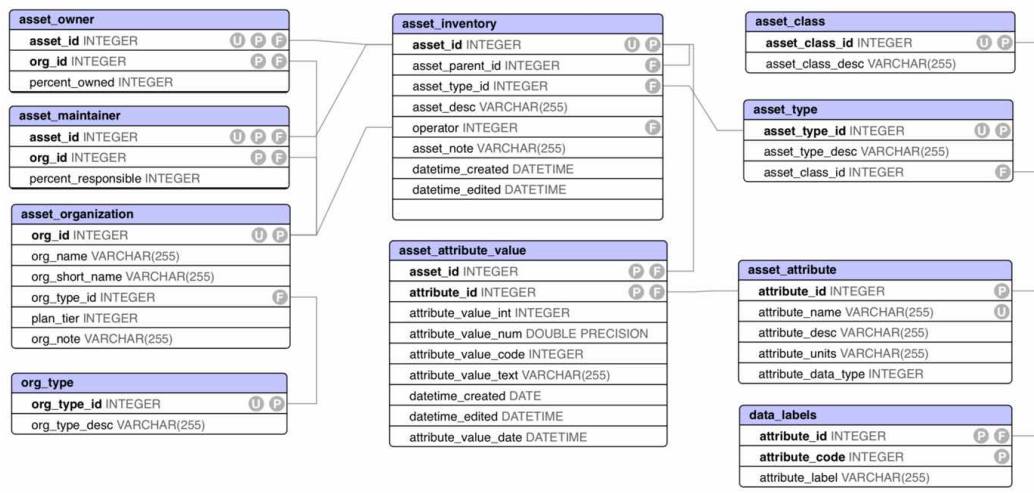 asset_owner
asset_id INTEGER U P F
org_id INTEGER P F
percent_owned INTEGER
asset_maintainer
asset_id INTEGER U P F
org_id INTEGER P F
percent_responsible INTEGER
asset_organization
org_id INTEGER U P
org_name VARCHAR(255)
org_short_name VARCHAR(255)
org_type_id INTEGER F
plan_tier INTEGER
org_note VARCHAR(255)
org_type
org_type_id INTEGER U P
org_type_desc VARCHAR(255)
asset_inventory
asset_id INTEGER U P
asset_parent_id INTEGER F
asset_type_id INTEGER F
asset_desc VARCHAR(255)
operator INTEGER F
asset_note VARCHAR(255)
datetime_created DATETIME
datetime_edited DATETIME
asset_attribute_value
asset_id INTEGER P F
attribute_id INTEGER P F
attribute_value_int INTEGER
attribute_value_num DOUBLE PRECISION
attribute_value_code INTEGER
attribute_value_text VARCHAR(255)
datetime_created DATE
datetime_edited DATETIME
attribute_value_date DATETIME
asset_class
asset_class_id INTEGER U P
asset_class_desc VARCHAR(255)
asset_type
asset_type_id INTEGER U P
asset_type_desc VARCHAR(255)
asset_class_id INTEGER F
asset_attribute
attribute_id INTEGER P
attribute_name VARCHAR(255) U
attribute_desc VARCHAR(255)
attribute_units VARCHAR(255)
attribute_data_type INTEGER
data_labels
attribute_id INTEGER P F
attribute_code INTEGER P
attribute_label VARCHAR(255)